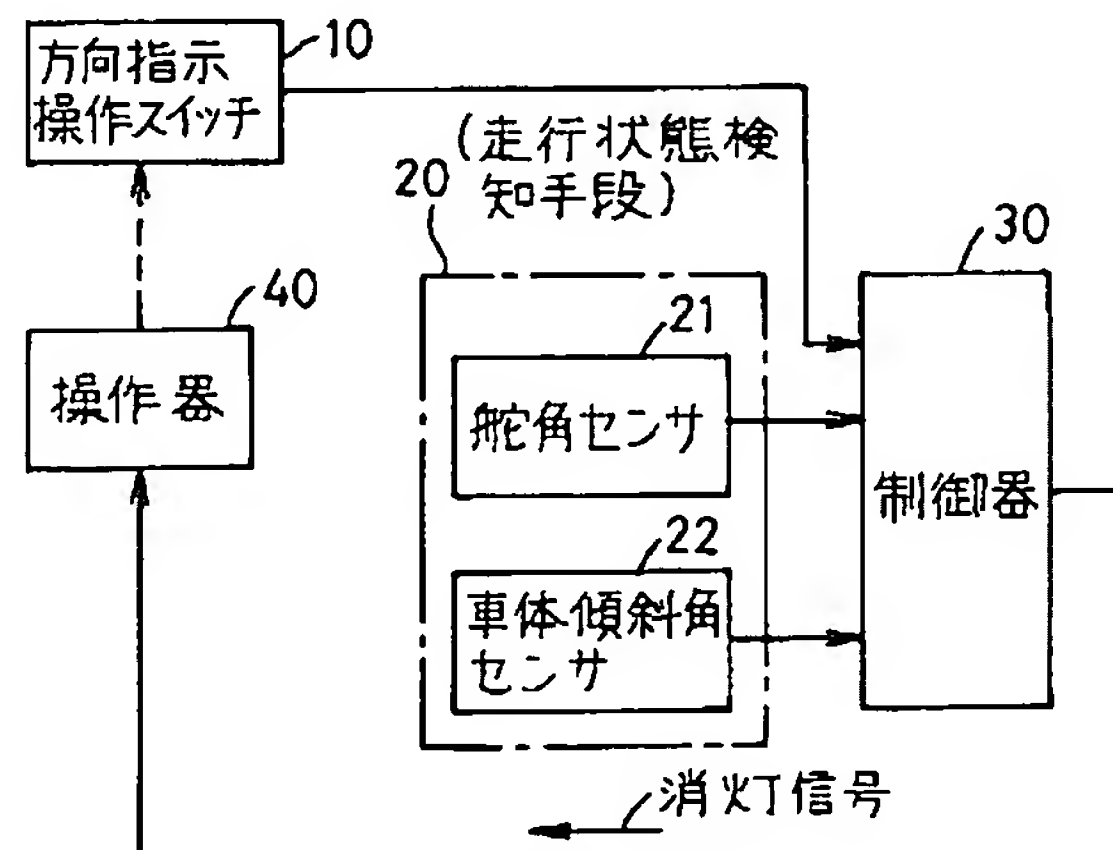 10
方向指示
操作スイッチ
(走行状態検
知手段)
20
30
40
操作器
21
舵角センサ
制御器
22
車体傾斜角
センサ
消灯信号